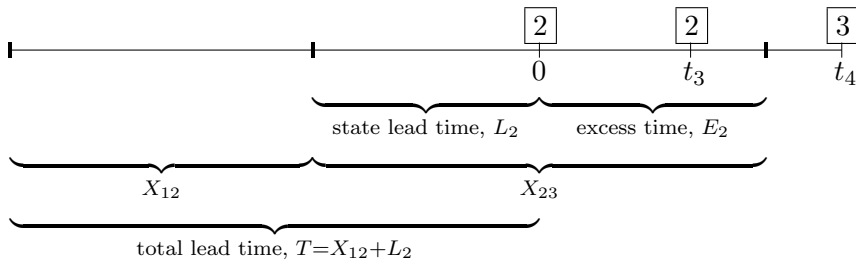 2 2 3
0 t₃ t₄
state lead time, L₂ excess time, E₂
X₁₂ X₂₃
total lead time, T=X₁₂+L₂